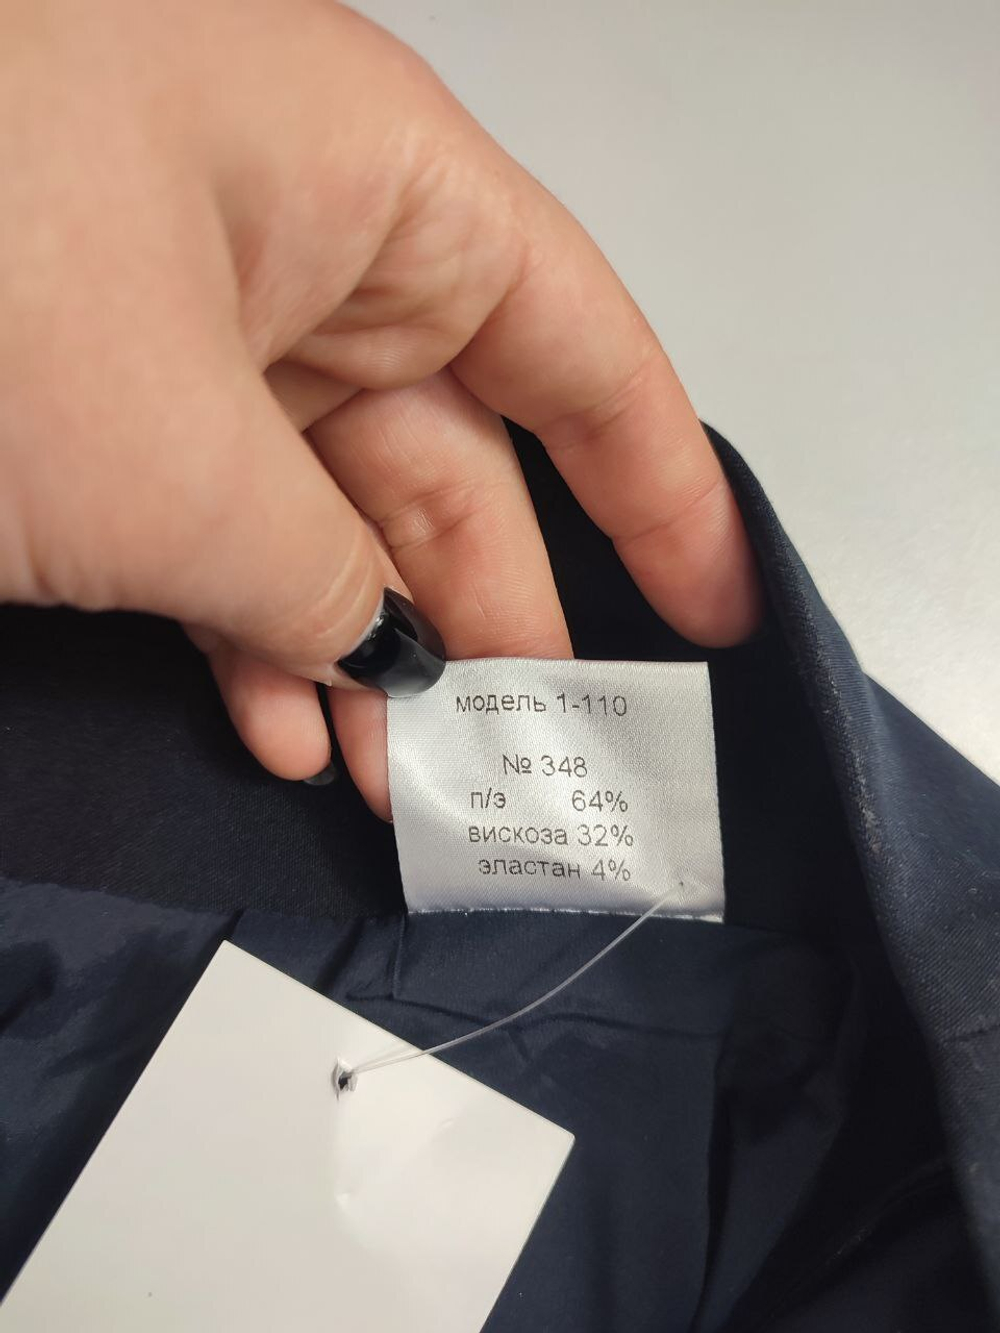 модель 1-110
№ 348
п/э 64%
вискоза 32%
эластан 4%